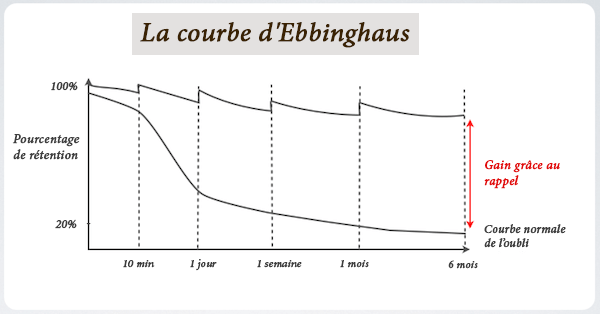 La courbe d'Ebbinghaus
100%
Pourcentage
de rétention
20%
Gain grâce au
rappel
Courbe normale
de l'oubli
10 min
1 jour
1 semaine
1 mois
6 mois